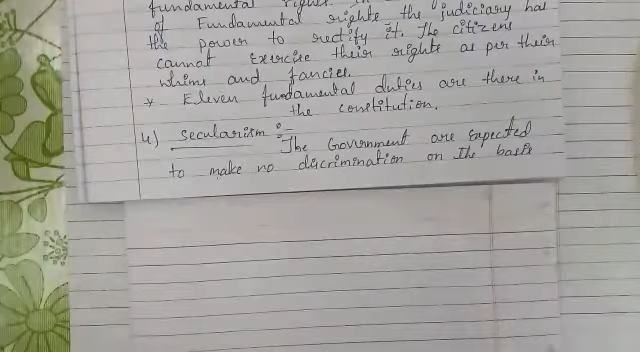 fundamental rights
of Fundamental rights the judiciary has
the power to rectify it. The citizens
cannot Exercise their rights as per their
whims and fancies.
* Eleven fundamental duties are there in
the constitution.
4) Secularism :- The Government are expected
to make no discrimination on the basis